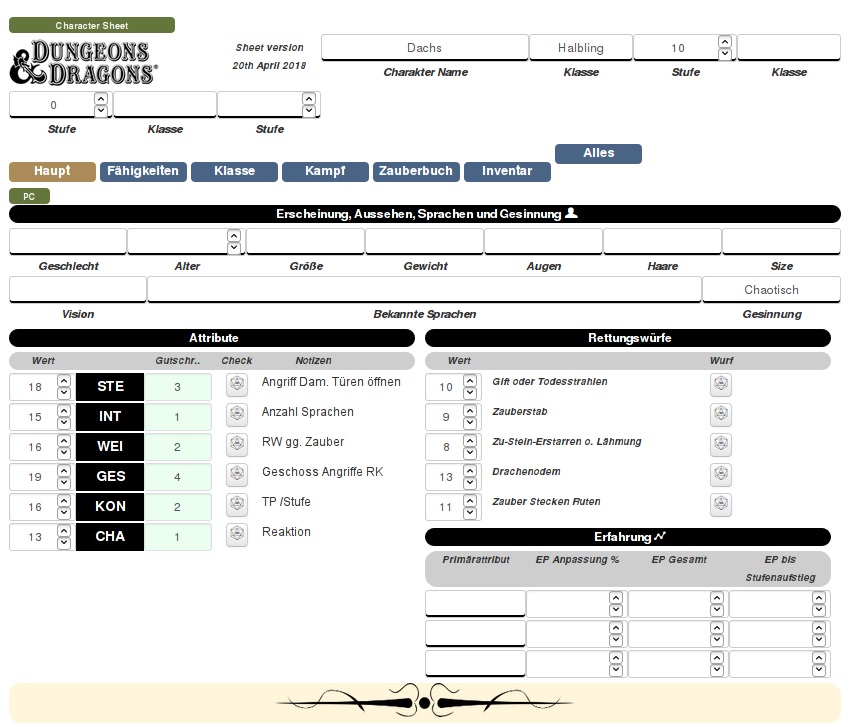 Character Sheet
DUNGEONS & DRAGONS®
Sheet version
20th April 2018
Dachs Halbling 10
Charakter Name Klasse Stufe Klasse
0
Stufe Klasse Stufe
Haupt Fähigkeiten Klasse Kampf Zauberbuch Inventar Alles
PC
Erscheinung, Aussehen, Sprachen und Gesinnung
Geschlecht Alter Größe Gewicht Augen Haare Size
Chaotisch
Vision Bekannte Sprachen Gesinnung
Attribute
Wert Gutschr.. Check Notizen
18 STE 3 Angriff Dam. Türen öffnen
15 INT 1 Anzahl Sprachen
16 WEI 2 RW gg. Zauber
19 GES 4 Geschoss Angriffe RK
16 KON 2 TP /Stufe
13 CHA 1 Reaktion
Rettungswürfe
Wert Wurf
10 Gift oder Todesstrahlen
9 Zauberstab
8 Zu-Stein-Erstarren o. Lähmung
13 Drachenodem
11 Zauber Stecken Ruten
Erfahrung
Primärattribut EP Anpassung % EP Gesamt EP bis
Stufenaufstieg